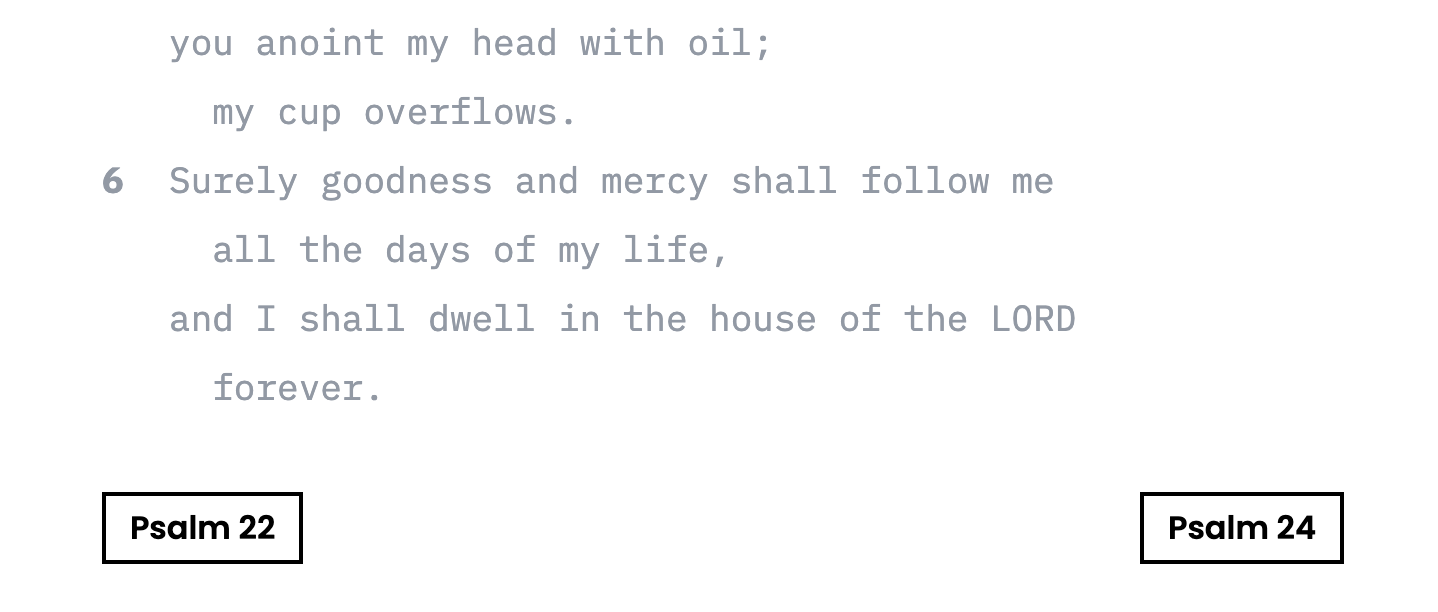 you anoint my head with oil;
my cup overflows.
6 Surely goodness and mercy shall follow me
all the days of my life,
and I shall dwell in the house of the LORD
forever.
Psalm 22
Psalm 24